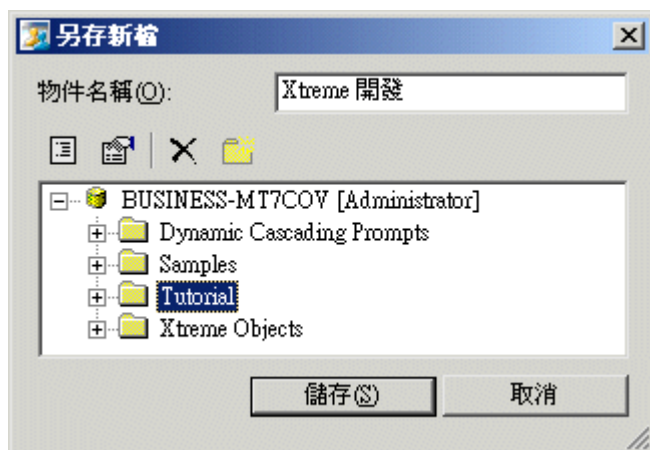 另存新檔
物件名稱(O): Xtreme 開發
BUSINESS-MT7COV [Administrator]
Dynamic Cascading Prompts
Samples
Tutorial
Xtreme Objects
儲存(S) 取消